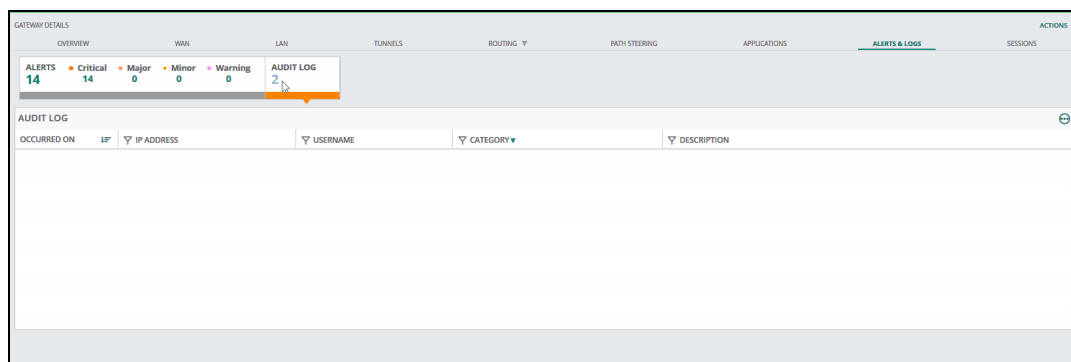 GATEWAY DETAILS
ACTIONS
OVERVIEW WAN LAN TUNNELS ROUTING PATH STEERING APPLICATIONS ALERTS & LOGS SESSIONS
ALERTS Critical Major Minor Warning AUDIT LOG
14 14 0 0 0 2
AUDIT LOG
OCCURRED ON IP ADDRESS USERNAME CATEGORY DESCRIPTION